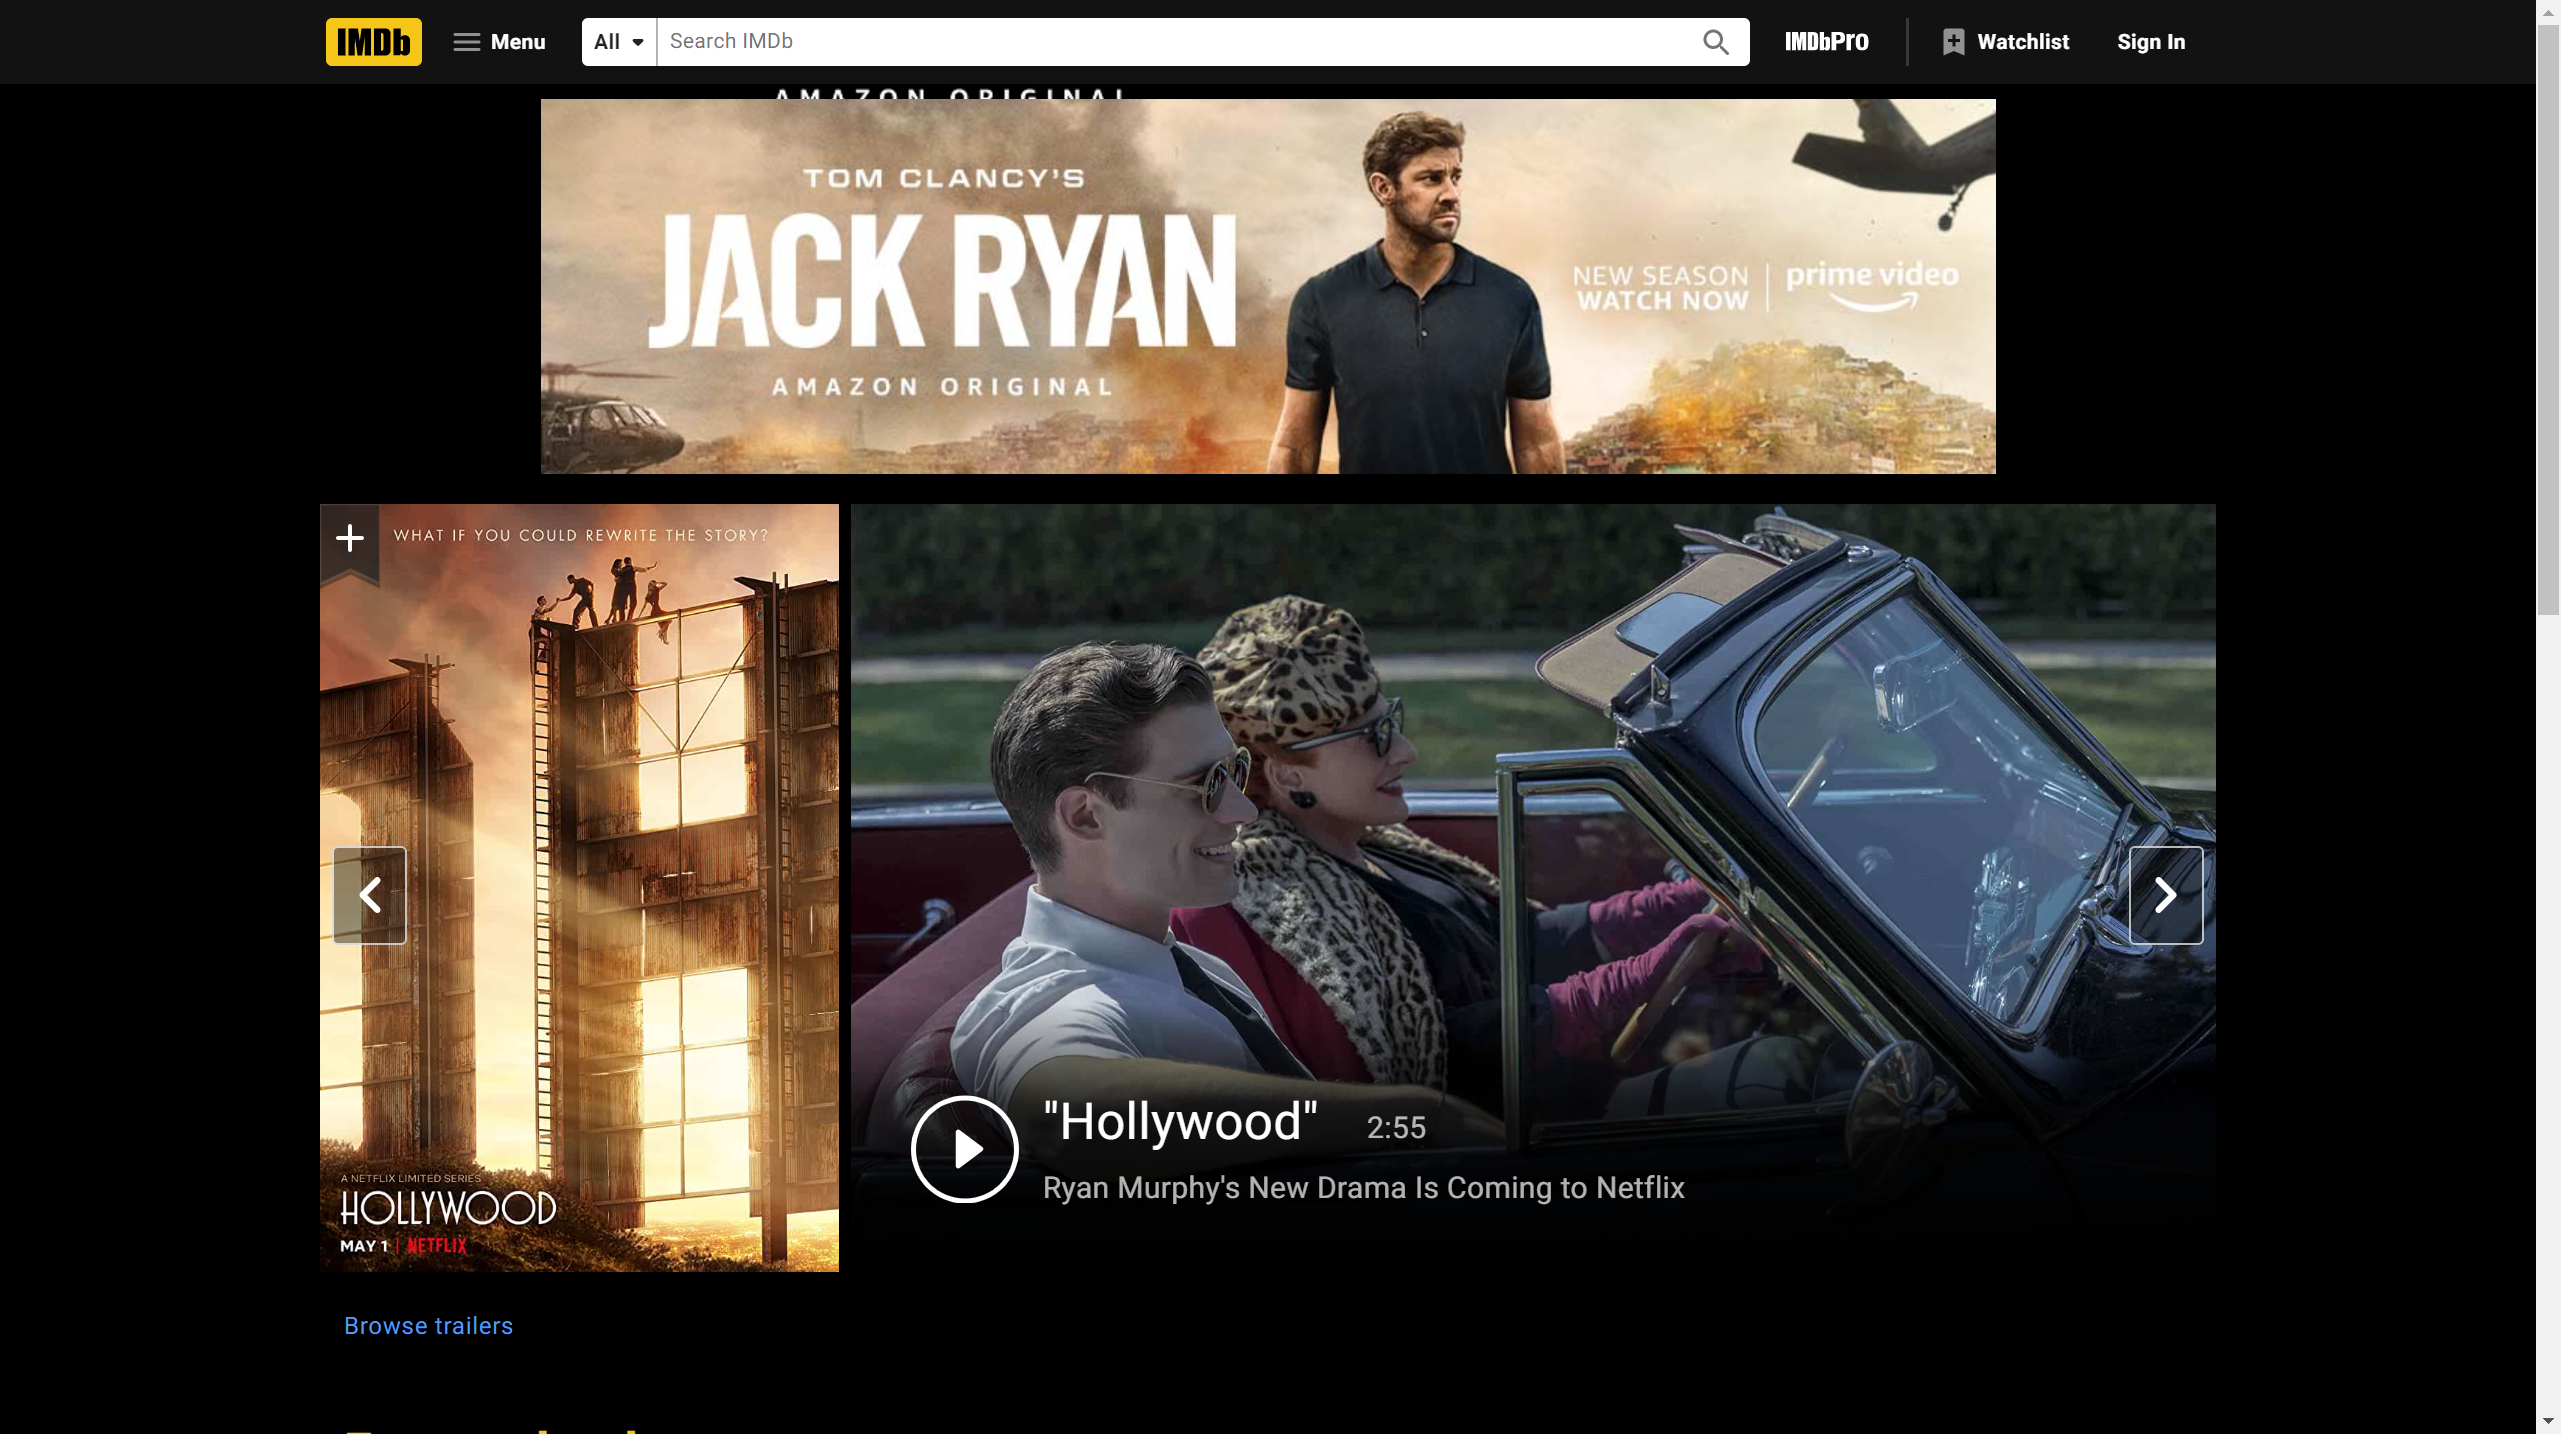 IMDb
Menu
All
Search IMDb
IMDbPro
Watchlist
Sign In
AMAZON ORIGINAL
TOM CLANCY'S
JACK RYAN
AMAZON ORIGINAL
NEW SEASON
WATCH NOW
prime video
WHAT IF YOU COULD REWRITE THE STORY?
A NETFLIX LIMITED SERIES
HOLLYWOOD
MAY 1 | NETFLIX
"Hollywood" 2:55
Ryan Murphy's New Drama Is Coming to Netflix
Browse trailers